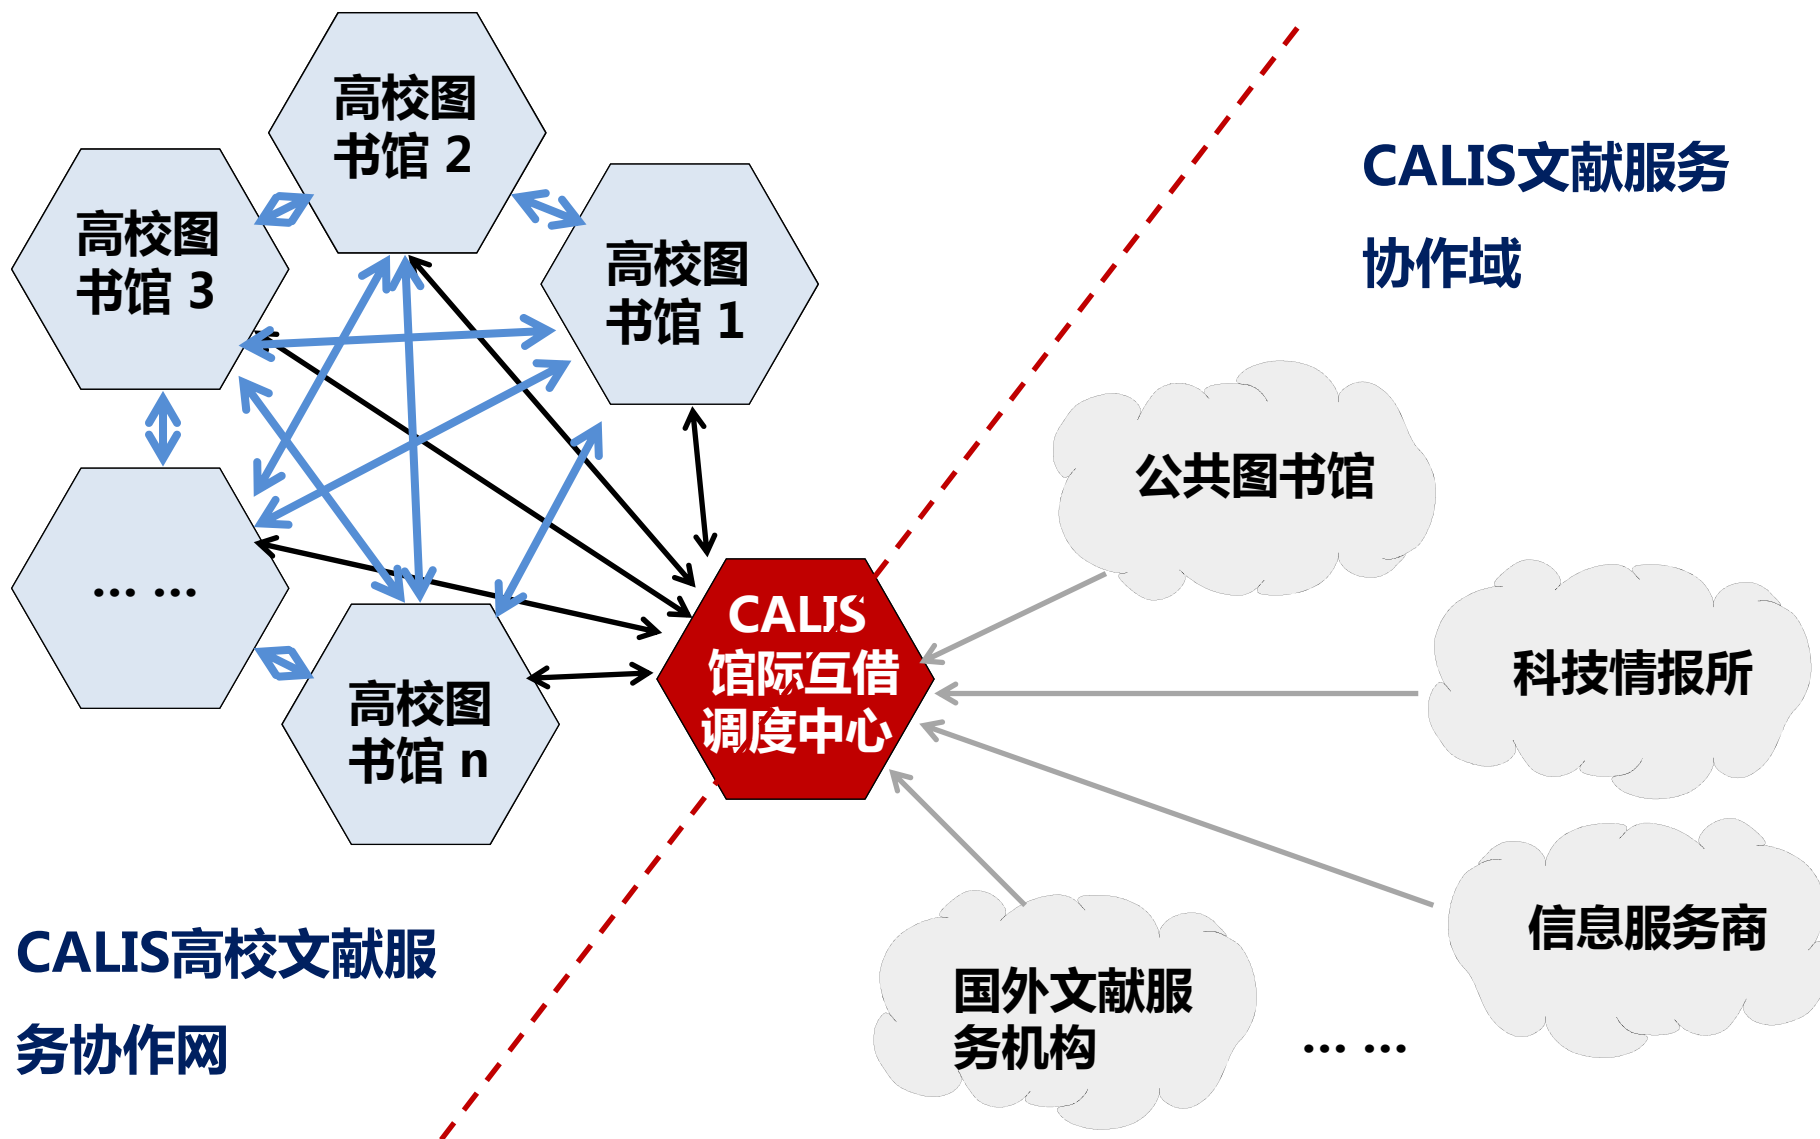 高校图
书馆 2
高校图
书馆 3
高校图
书馆 1
CALIS文献服务
协作域
公共图书馆
... ...
CALIS
馆际互借
调度中心
科技情报所
高校图
书馆 n
信息服务商
CALIS高校文献服
务协作网
国外文献服
务机构
... ...